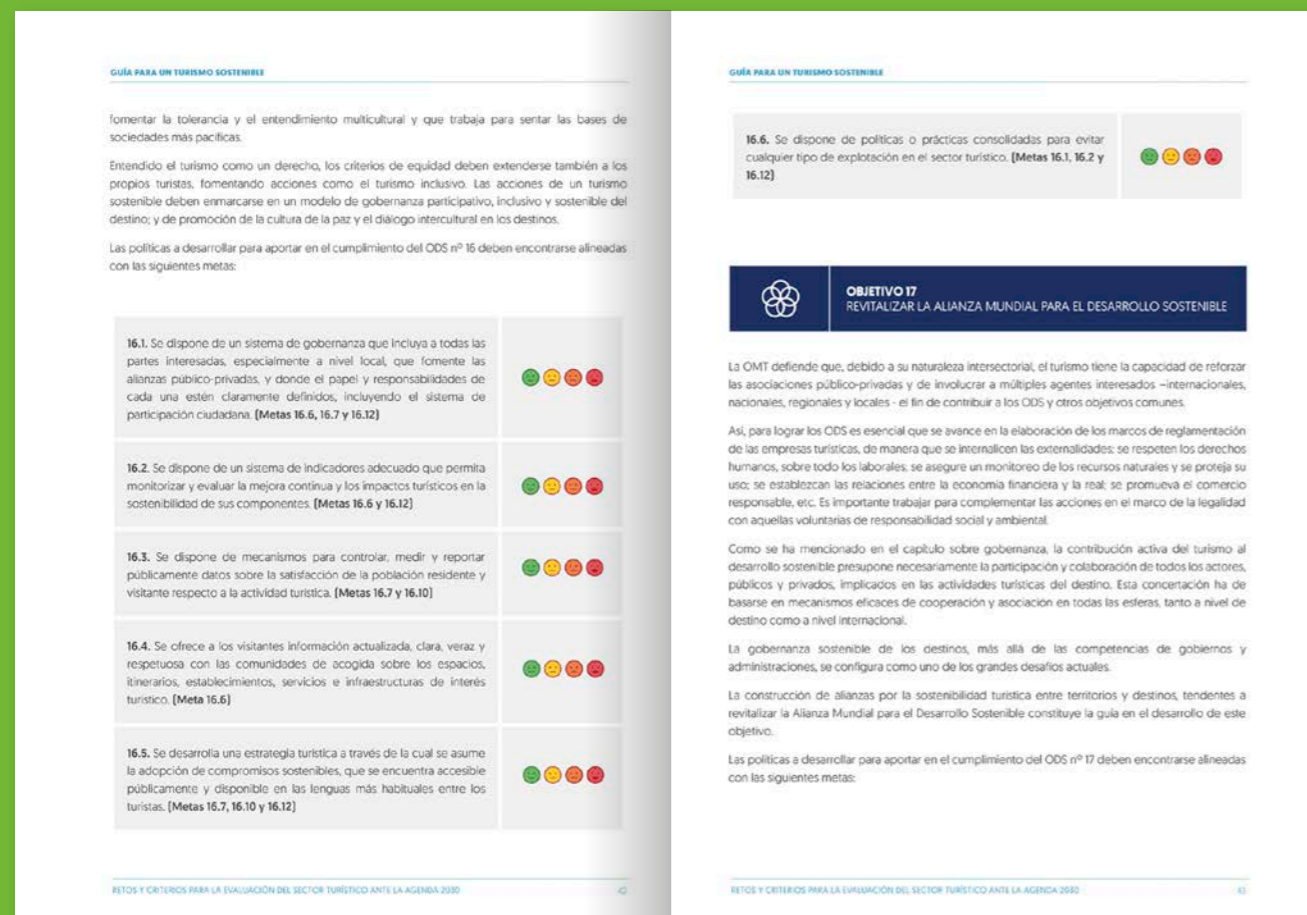 GUÍA PARA UN TURISMO SOSTENIBLE
fomentar la tolerancia y el entendimiento multicultural y que trabaja para sentar las bases de
sociedades más pacíficas.
Entendido el turismo como un derecho, los criterios de equidad deben extenderse también a los
propios turistas, fomentando acciones como el turismo inclusivo. Las acciones de un turismo
sostenible deben enmarcarse en un modelo de gobernanza participativo, inclusivo y sostenible del
destino; y de promoción de la cultura de la paz y el diálogo intercultural en los destinos.
Las políticas a desarrollar para aportar en el cumplimiento del ODS nº 16 deben encontrarse alineadas
con las siguientes metas:
16.1. Se dispone de un sistema de gobernanza que incluya a todas las
partes interesadas, especialmente a nivel local, que fomente las
alianzas público-privadas, y donde el papel y responsabilidades de
cada una estén claramente definidos, incluyendo el sistema de
participación ciudadana. (Metas 16.6, 16.7 y 16.12)
16.2. Se dispone de un sistema de indicadores adecuado que permita
monitorizar y evaluar la mejora continua y los impactos turísticos en la
sostenibilidad de sus componentes. (Metas 16.6 y 16.12)
16.3. Se dispone de mecanismos para controlar, medir y reportar
públicamente datos sobre la satisfacción de la población residente y
visitante respecto a la actividad turística. (Metas 16.7 y 16.10)
16.4. Se ofrece a los visitantes información actualizada, clara, veraz y
respetuosa con las comunidades de acogida sobre los espacios,
itinerarios, establecimientos, servicios e infraestructuras de interés
turístico. (Meta 16.6)
16.5. Se desarrolla una estrategia turística a través de la cual se asume
la adopción de compromisos sostenibles, que se encuentra accesible
públicamente y disponible en las lenguas más habituales entre los
turistas. (Metas 16.7, 16.10 y 16.12)
RETOS Y CRITERIOS PARA LA EVALUACIÓN DEL SECTOR TURÍSTICO ANTE LA AGENDA 2030
GUÍA PARA UN TURISMO SOSTENIBLE
16.6. Se dispone de políticas o prácticas consolidadas para evitar
cualquier tipo de explotación en el sector turístico. (Metas 16.1, 16.2 y
16.12)
OBJETIVO 17
REVITALIZAR LA ALIANZA MUNDIAL PARA EL DESARROLLO SOSTENIBLE
La OMT defiende que, debido a su naturaleza intersectorial, el turismo tiene la capacidad de reforzar
las asociaciones público-privadas y de involucrar a múltiples agentes interesados –internacionales,
nacionales, regionales y locales - el fin de contribuir a los ODS y otros objetivos comunes.
Así, para lograr los ODS es esencial que se avance en la elaboración de los marcos de reglamentación
de las empresas turísticas, de manera que se internalicen las externalidades; se respeten los derechos
humanos, sobre todo los laborales; se asegure un monitoreo de los recursos naturales y se proteja su
uso; se establezcan las relaciones entre la economía financiera y la real; se promueva el comercio
responsable, etc. Es importante trabajar para complementar las acciones en el marco de la legalidad
con aquellas voluntarias de responsabilidad social y ambiental.
Como se ha mencionado en el capítulo sobre gobernanza, la contribución activa del turismo al
desarrollo sostenible presupone necesariamente la participación y colaboración de todos los actores,
públicos y privados, implicados en las actividades turísticas del destino. Esta concertación ha de
basarse en mecanismos eficaces de cooperación y asociación en todas las esferas, tanto a nivel de
destino como a nivel internacional.
La gobernanza sostenible de los destinos, más allá de las competencias de gobiernos y
administraciones, se configura como uno de los grandes desafíos actuales.
La construcción de alianzas por la sostenibilidad turística entre territorios y destinos, tendentes a
revitalizar la Alianza Mundial para el Desarrollo Sostenible constituye la guía en el desarrollo de este
objetivo.
Las políticas a desarrollar para aportar en el cumplimiento del ODS nº 17 deben encontrarse alineadas
con las siguientes metas:
RETOS Y CRITERIOS PARA LA EVALUACIÓN DEL SECTOR TURÍSTICO ANTE LA AGENDA 2030